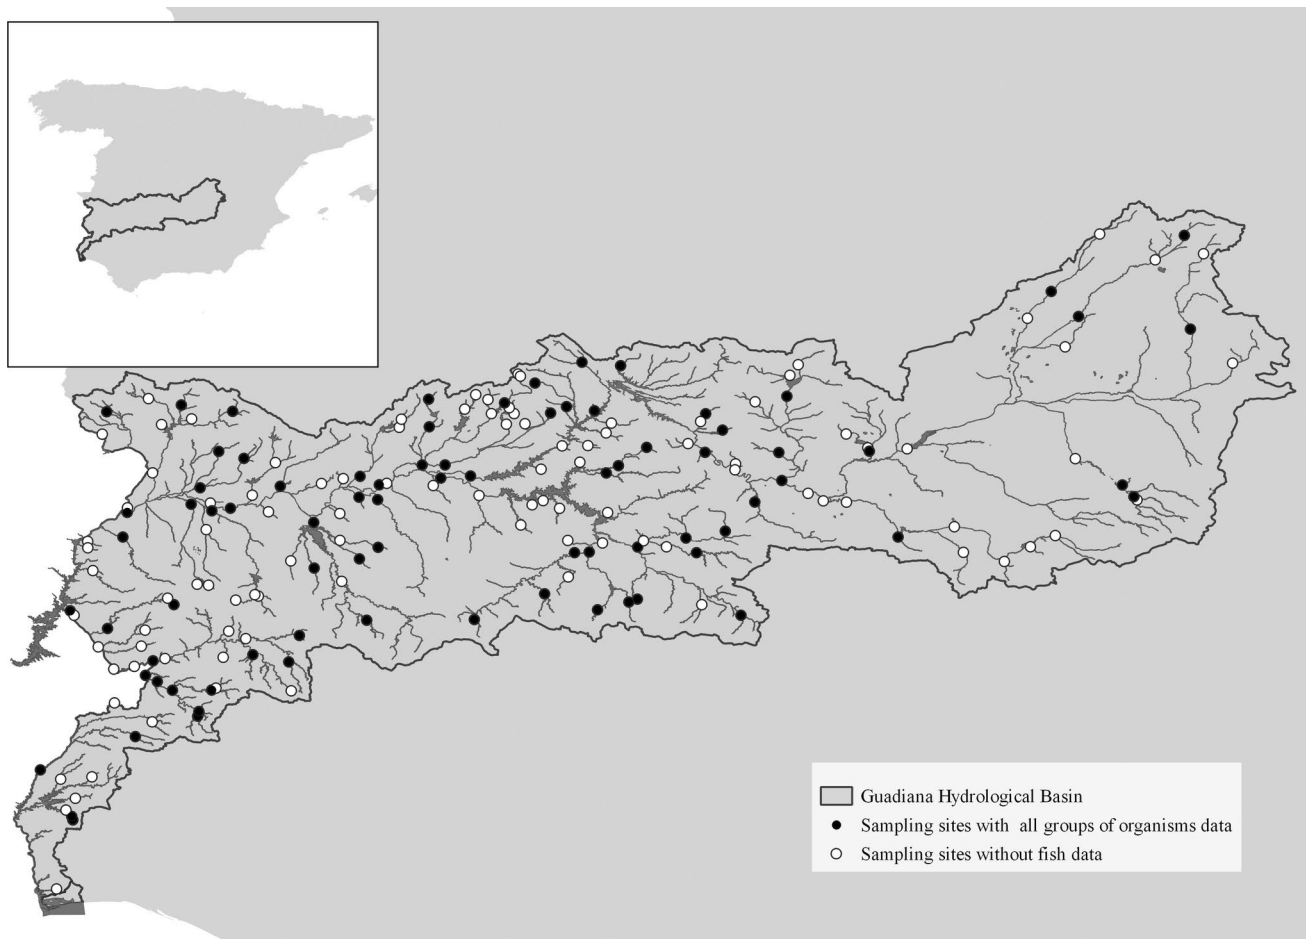 Guadiana Hydrological Basin
Sampling sites with all groups of organisms data
Sampling sites without fish data